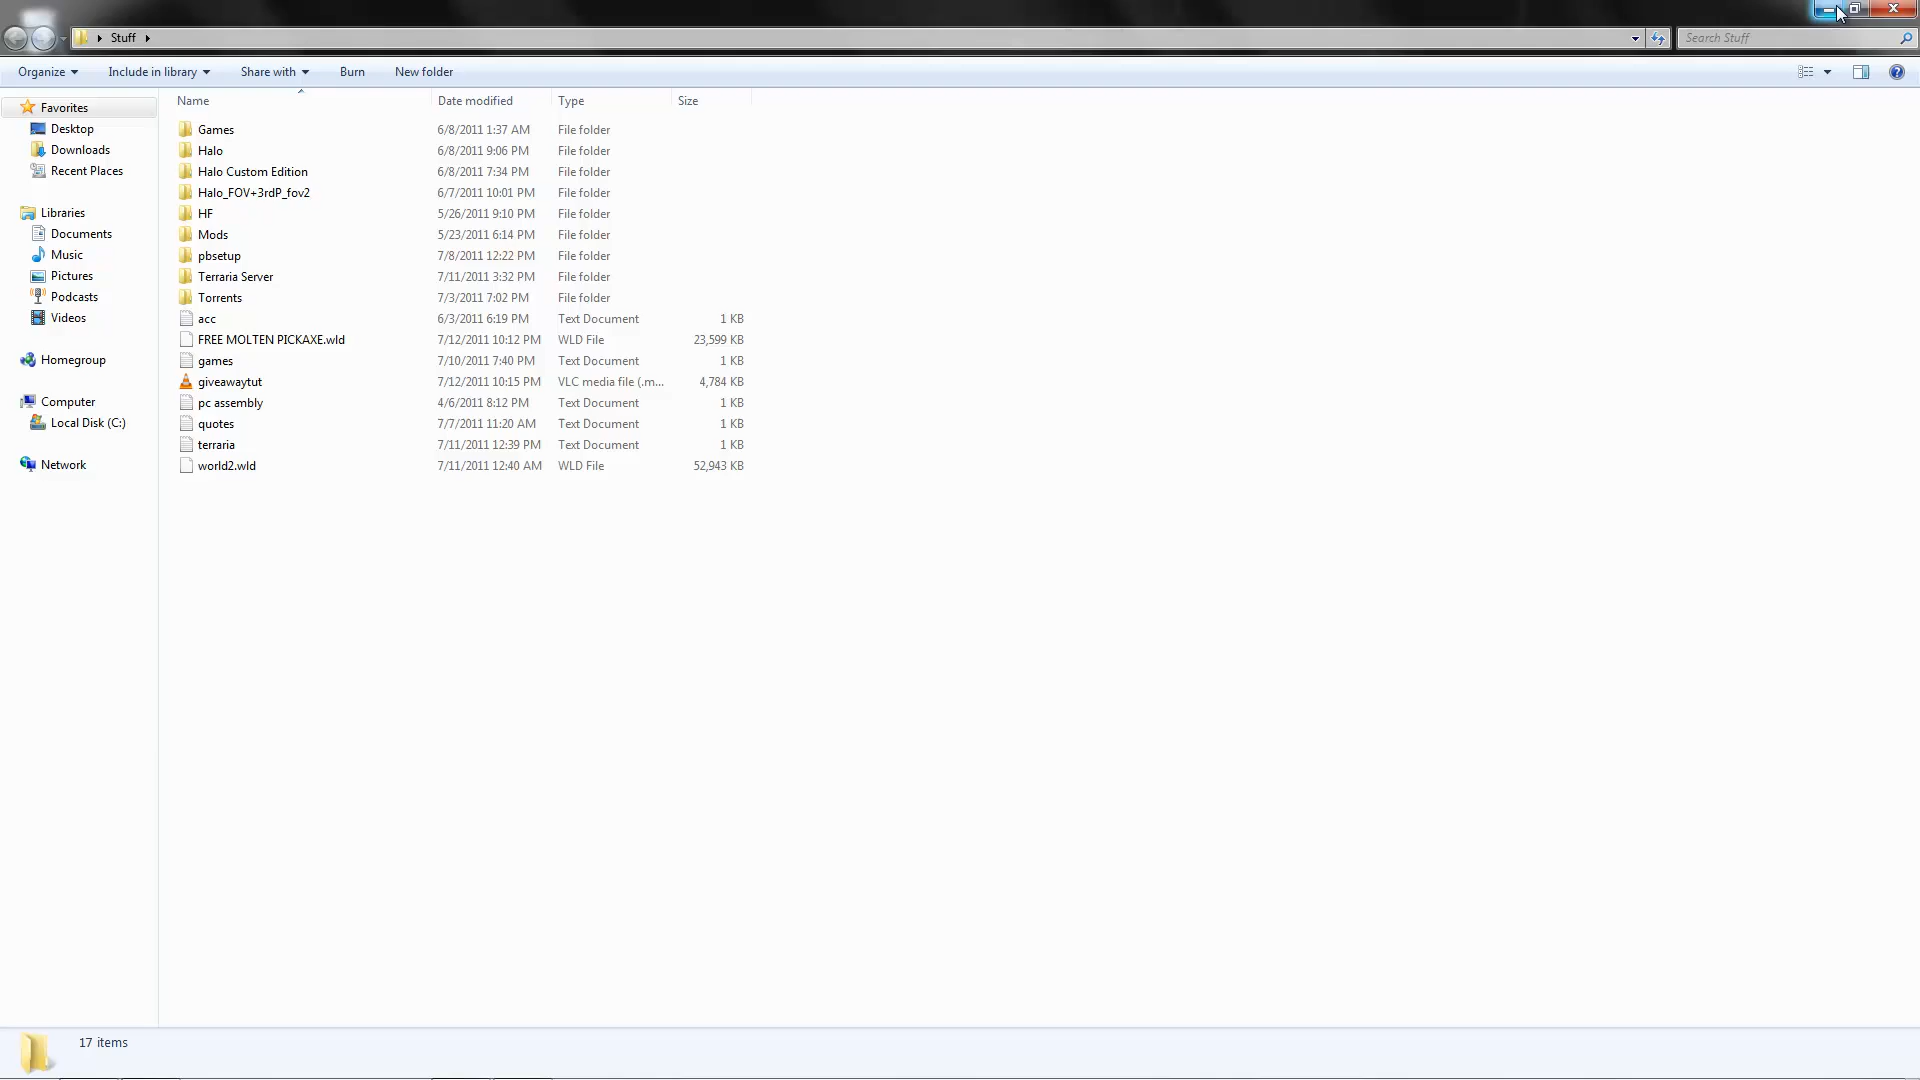 Stuff
Search Stuff
Organize Include in library Share with Burn New folder
Name Date modified Type Size
Favorites
Desktop
Downloads
Recent Places
Libraries
Documents
Music
Pictures
Podcasts
Videos
Homegroup
Computer
Local Disk (C:)
Network
Games 6/8/2011 1:37 AM File folder
Halo 6/8/2011 9:06 PM File folder
Halo Custom Edition 6/8/2011 7:34 PM File folder
Halo_FOV+3rdP_fov2 6/7/2011 10:01 PM File folder
HF 5/26/2011 9:10 PM File folder
Mods 5/23/2011 6:14 PM File folder
pbsetup 7/8/2011 12:22 PM File folder
Terraria Server 7/11/2011 3:32 PM File folder
Torrents 7/3/2011 7:02 PM File folder
acc 6/3/2011 6:19 PM Text Document 1 KB
FREE MOLTEN PICKAXE.wld 7/12/2011 10:12 PM WLD File 23,599 KB
games 7/10/2011 7:40 PM Text Document 1 KB
giveawaytut 7/12/2011 10:15 PM VLC media file (.m... 4,784 KB
pc assembly 4/6/2011 8:12 PM Text Document 1 KB
quotes 7/7/2011 11:20 AM Text Document 1 KB
terraria 7/11/2011 12:39 PM Text Document 1 KB
world2.wld 7/11/2011 12:40 AM WLD File 52,943 KB
17 items